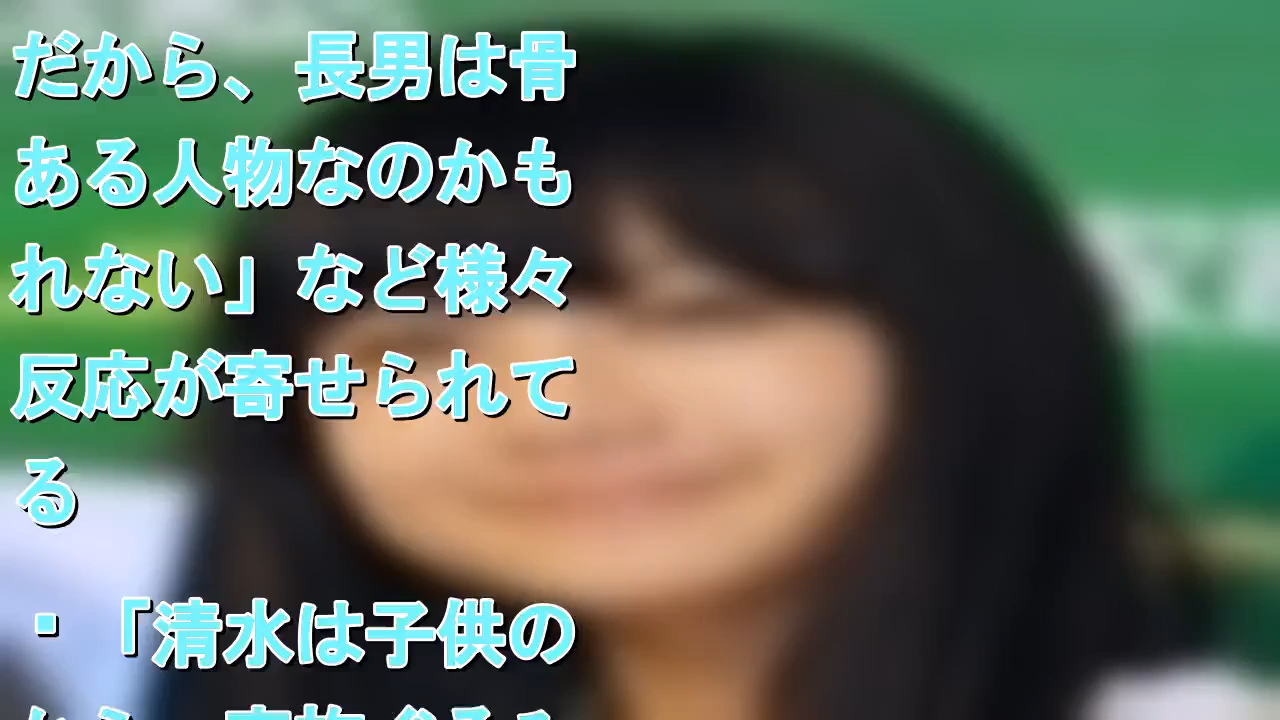 だから、長男は骨
ある人物なのかも
れない」など様々
反応が寄せられて
る
・「清水は子供の